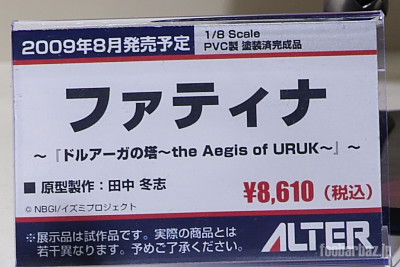 2009年8月発売予定
1/8 Scale
PVC製 塗装済完成品
ファティナ
～『ドルアーガの塔～the Aegis of URUK～』～
■ 原型製作：田中 冬志
¥8,610（税込）
© NBGI/イズミプロジェクト
※展示品は試作品です。実際の商品とは
若干異なります。予めご了承ください。
ALTER
foobarbaz.jp